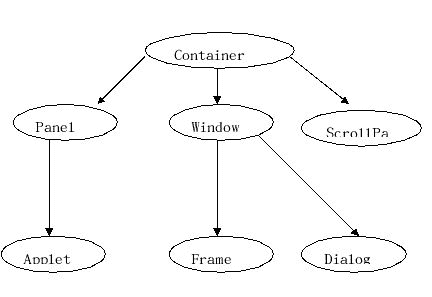 Container
Panel
Window
ScrollPa
Applet
Frame
Dialog